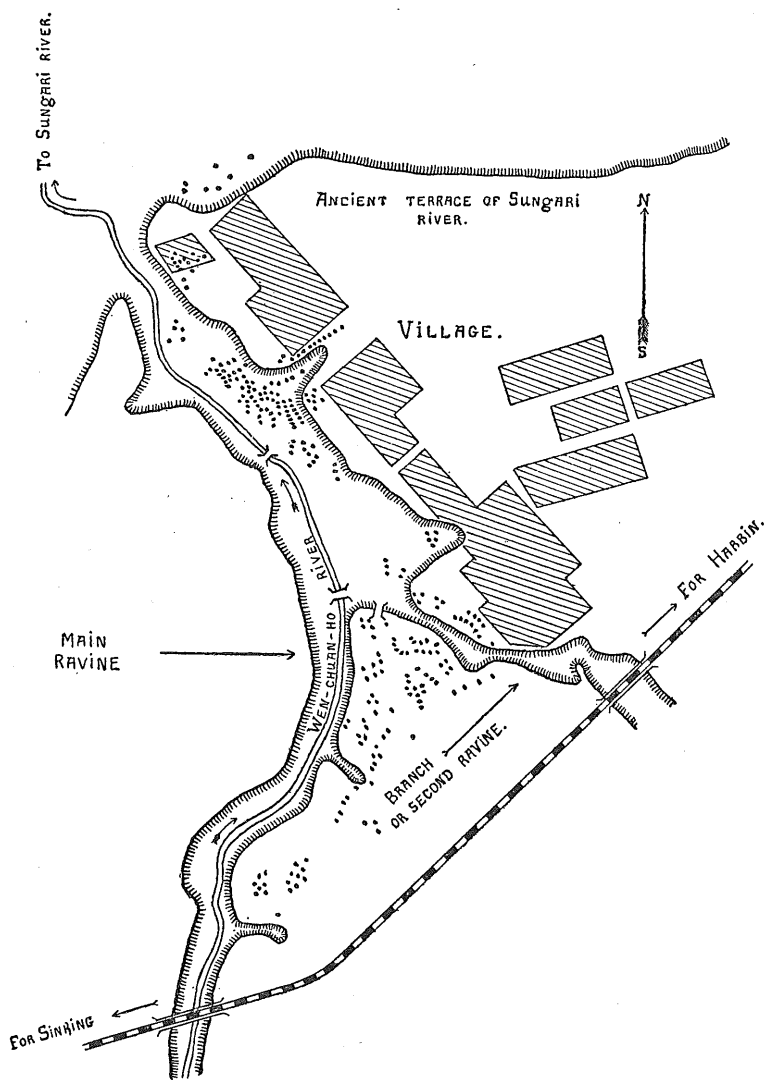 To Sungari River.
Ancient terrace of Sungari
River.
N
S
Village.
For Harbin.
River
Wen-Chuan-Ho
Main
Ravine
Branch
or Second Ravine.
For Sinking